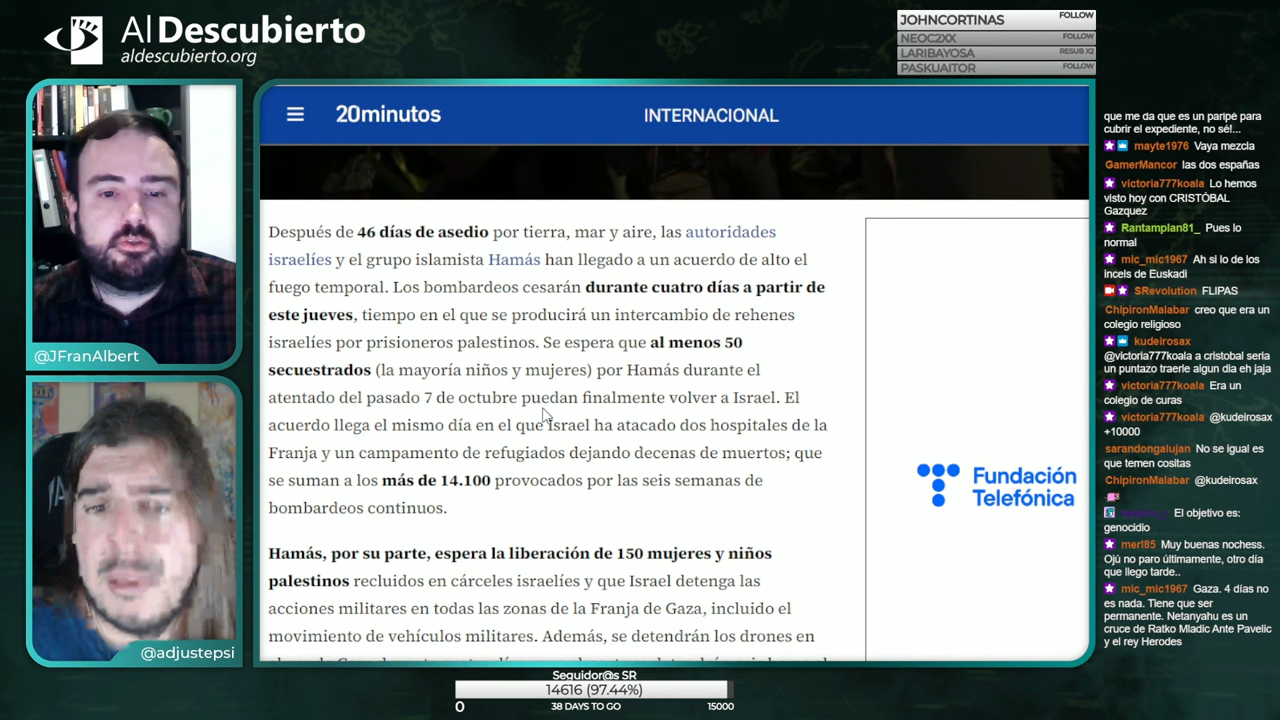 Al Descubierto
aldescubierto.org
JOHNCORTINAS FOLLOW
NEOC2XX FOLLOW
LARIBAYOSA RESUB X2
PASKUAITOR FOLLOW
@JFranAlbert
@adjustepsi
20minutos
INTERNACIONAL
Después de 46 días de asedio por tierra, mar y aire, las autoridades
israelíes y el grupo islamista Hamás han llegado a un acuerdo de alto el
fuego temporal. Los bombardeos cesarán durante cuatro días a partir de
este jueves, tiempo en el que se producirá un intercambio de rehenes
israelíes por prisioneros palestinos. Se espera que al menos 50
secuestrados (la mayoría niños y mujeres) por Hamás durante el
atentado del pasado 7 de octubre puedan finalmente volver a Israel. El
acuerdo llega el mismo día en el que Israel ha atacado dos hospitales de la
Franja y un campamento de refugiados dejando decenas de muertos; que
se suman a los más de 14.100 provocados por las seis semanas de
bombardeos continuos.
Hamás, por su parte, espera la liberación de 150 mujeres y niños
palestinos recluidos en cárceles israelíes y que Israel detenga las
acciones militares en todas las zonas de la Franja de Gaza, incluido el
movimiento de vehículos militares. Además, se detendrán los drones en
Fundación
Telefónica
que me da que es un paripé para
cubrir el expediente, no sé!...
mayte1976 Vaya mezcla
GamerMancor las dos españas
victoria777koala Lo hemos
visto hoy con CRISTÓBAL
Gazquez
Rantamplan81_ Pues lo
normal
mic_mic1967 Ah si lo de los
incels de Euskadi
SRevolution FLIPAS
ChipironMalabar creo que era un
colegio religioso
kudeirosax
@victoria777koala a cristobal seria
un puntazo traerle algun dia eh jaja
victoria777koala Era un
colegio de curas
victoria777koala @kudeirosax
+10000
sarandongalujan No se igual es
que temen cositas
ChipironMalabar @kudeirosax
El objetivo es:
genocidio
merl85 Muy buenas nochess.
Ojú no paro últimamente, otro día
que llego tarde..
mic_mic1967 Gaza. 4 días no
es nada. Tiene que ser
permanente. Netanyahu es un
cruce de Ratko Mladic Ante Pavelic
y el rey Herodes
Seguidor@s SR
14616 (97.44%)
0 38 DAYS TO GO 15000